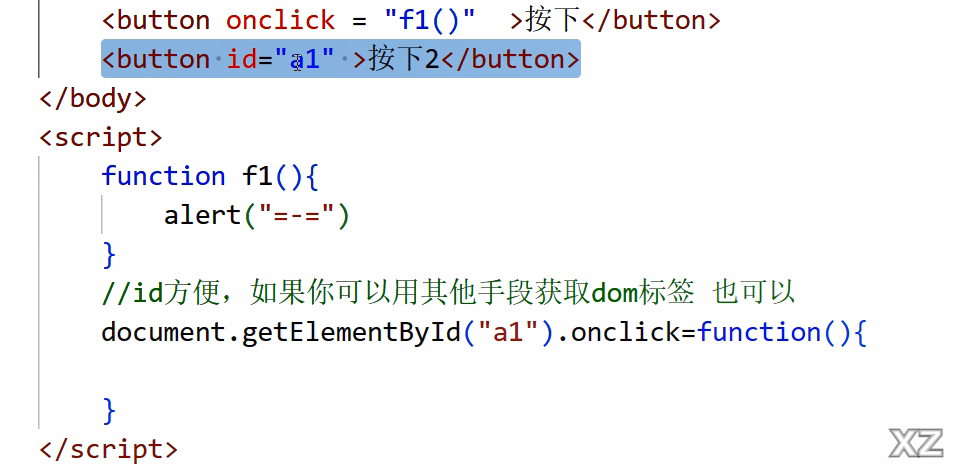 <button onclick = "f1()"  >按下</button>
<button id="a1" >按下2</button>
</body>
<script>
function f1(){
alert("=-=")
}
//id方便，如果你可以用其他手段获取dom标签 也可以
document.getElementById("a1").onclick=function(){
}
</script>
XZ